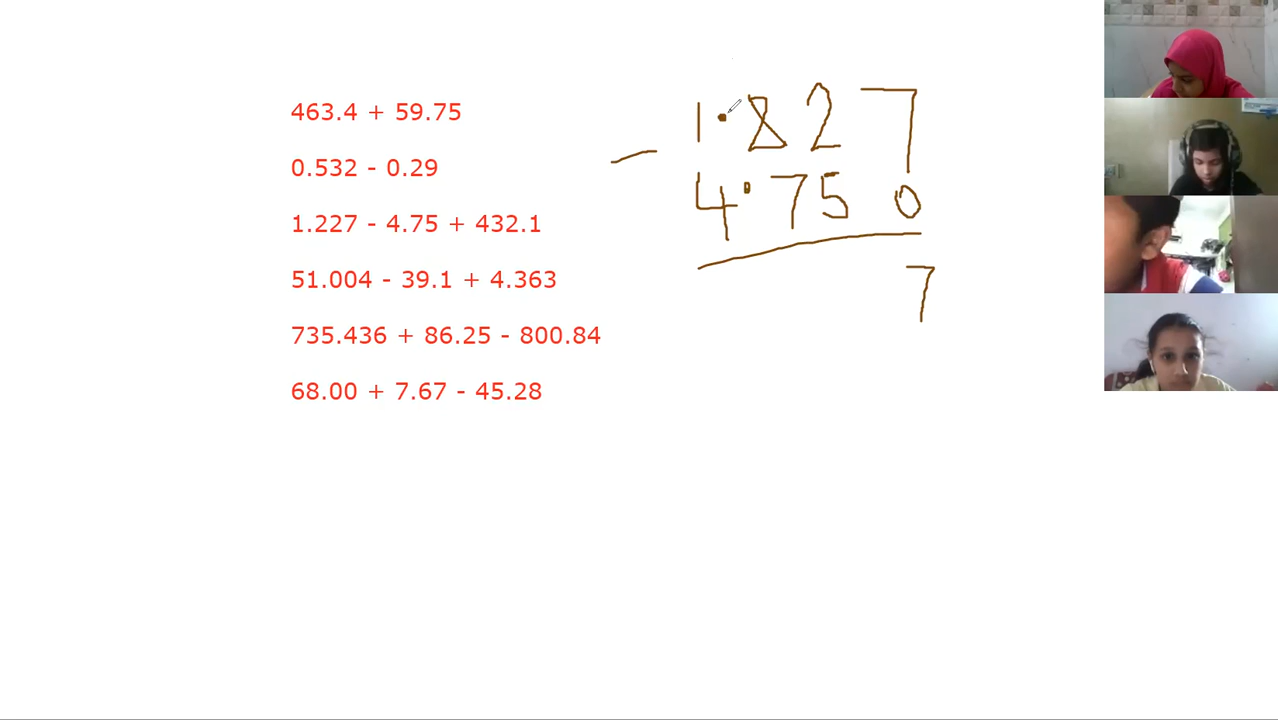 463.4 + 59.75
0.532 - 0.29
1.227 - 4.75 + 432.1
51.004 - 39.1 + 4.363
735.436 + 86.25 - 800.84
68.00 + 7.67 - 45.28
1.827
- 4.750
7